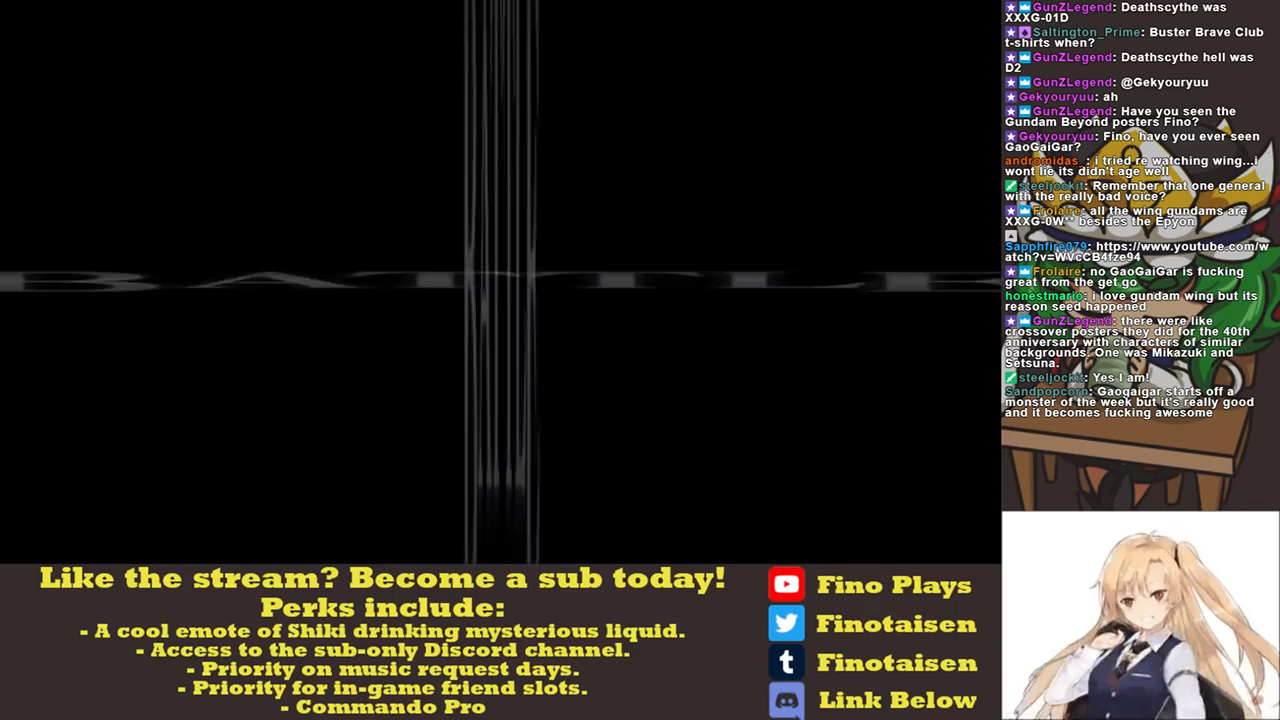 BATTLE
GunZLegend: Deathscythe was
XXXG-01D
Saltington_Prime: Buster Brave Club
t-shirts when?
GunZLegend: Deathscythe hell was
D2
GunZLegend: @Gekyouryuu
Gekyouryuu: ah
GunZLegend: Have you seen the
Gundam Beyond posters Fino?
Gekyouryuu: Fino, have you ever seen
GaoGaiGar?
andromidas_: i tried re watching wing...i
wont lie its didn't age well
steeljockit: Remember that one general
with the really bad voice?
Frolaire: all the wing gundams are
XXXG-0W** besides the Epyon
Sapphfire079: https://www.youtube.com/w
atch?v=WVcCB4fze94
Frolaire: no GaoGaiGar is fucking
great from the get go
honestmario: i love gundam wing but its
reason seed happened
GunZLegend: there were like
crossover posters they did for the 40th
anniversary with characters of similar
backgrounds. One was Mikazuki and
Setsuna.
steeljockit: Yes I am!
Sandpopcorn: Gaogaigar starts off a
monster of the week but it's really good
and it becomes fucking awesome
Like the stream? Become a sub today!
Perks include:
- A cool emote of Shiki drinking mysterious liquid.
- Access to the sub-only Discord channel.
- Priority on music request days.
- Priority for in-game friend slots.
- Commando Pro
Fino Plays
Finotaisen
Finotaisen
Link Below